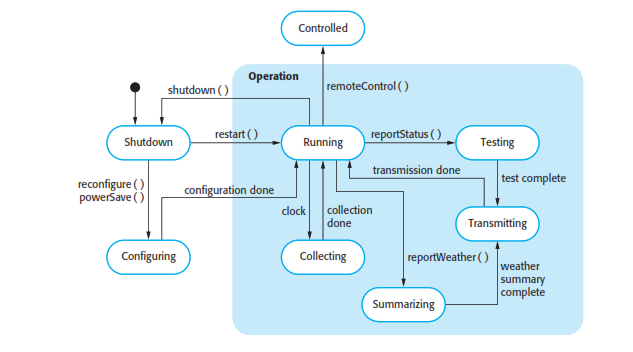 Controlled
Operation
shutdown ( )
remoteControl ( )
Shutdown
restart ( )
Running
reportStatus ( )
Testing
reconfigure ( )
powerSave ( )
configuration done
transmission done
test complete
clock
collection
done
Transmitting
Configuring
Collecting
reportWeather ( )
weather
summary
complete
Summarizing